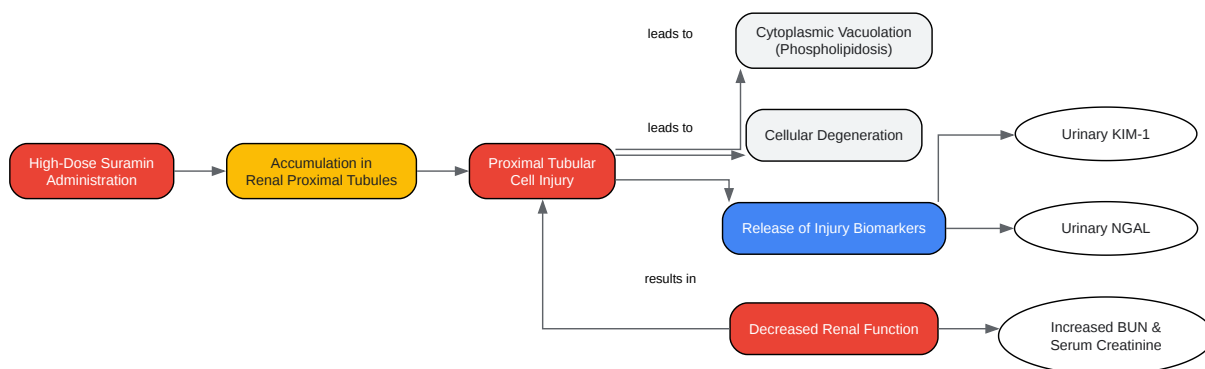 leads to
Cytoplasmic Vacuolation
(Phospholipidosis)
leads to
Cellular Degeneration
Urinary KIM-1
High-Dose Suramin
Administration
Accumulation in
Renal Proximal Tubules
Proximal Tubular
Cell Injury
Release of Injury Biomarkers
Urinary NGAL
results in
Decreased Renal Function
Increased BUN &
Serum Creatinine